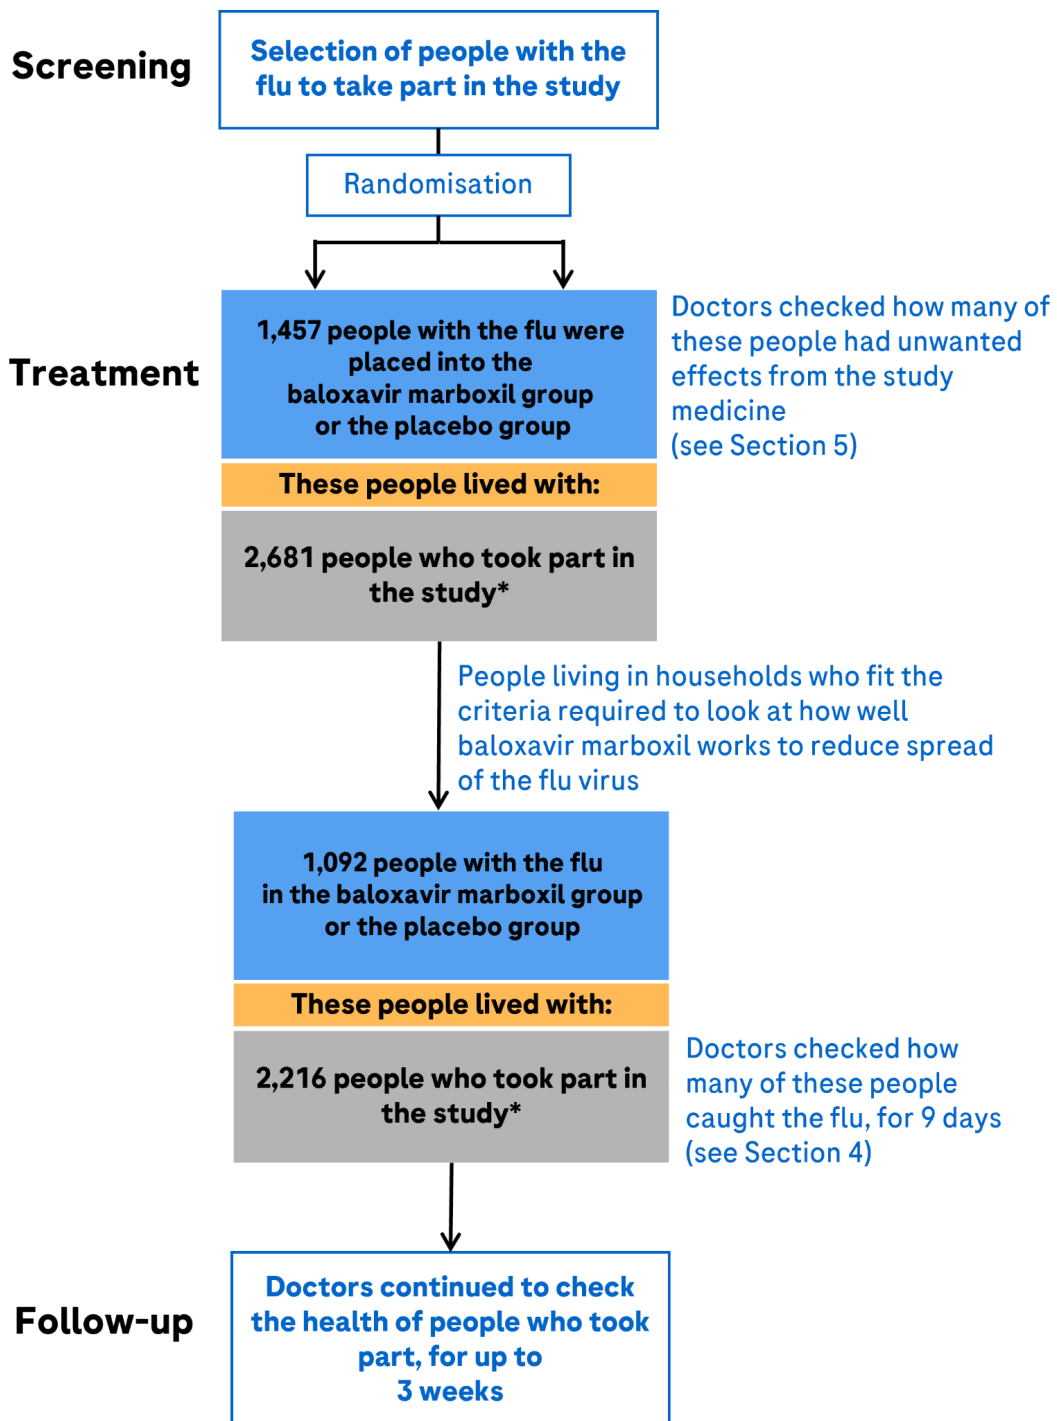 Screening
Selection of people with the
flu to take part in the study
Randomisation
Treatment
1,457 people with the flu were
placed into the
baloxavir marboxil group
or the placebo group
Doctors checked how many of
these people had unwanted
effects from the study
medicine
(see Section 5)
These people lived with:
2,681 people who took part in
the study*
People living in households who fit the
criteria required to look at how well
baloxavir marboxil works to reduce spread
of the flu virus
1,092 people with the flu
in the baloxavir marboxil group
or the placebo group
These people lived with:
2,216 people who took part in
the study*
Doctors checked how
many of these people
caught the flu, for 9 days
(see Section 4)
Follow-up
Doctors continued to check
the health of people who took
part, for up to
3 weeks